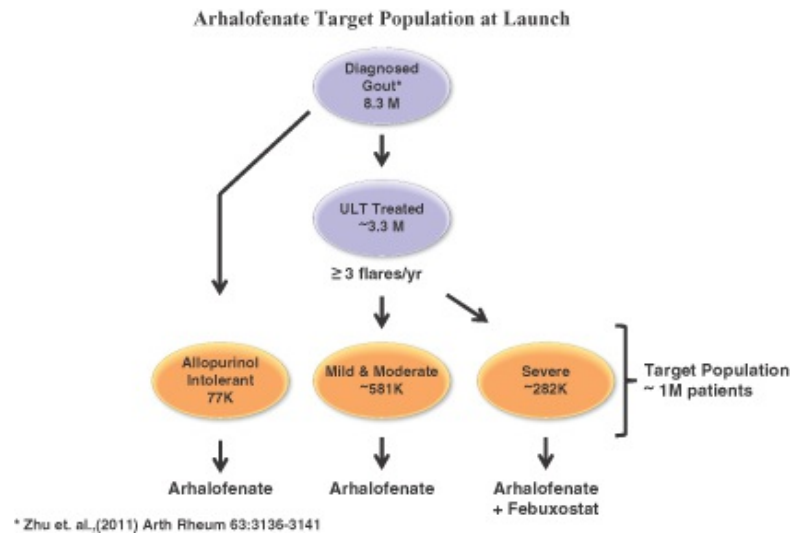 Arhalofenate Target Population at Launch
Diagnosed
Gout*
8.3 M
ULT Treated
~3.3 M
≥ 3 flares/yr
Allopurinol
Intolerant
77K
Mild & Moderate
~581K
Severe
~282K
Target Population
~ 1M patients
Arhalofenate
Arhalofenate
Arhalofenate
+ Febuxostat
* Zhu et. al.,(2011) Arth Rheum 63:3136-3141